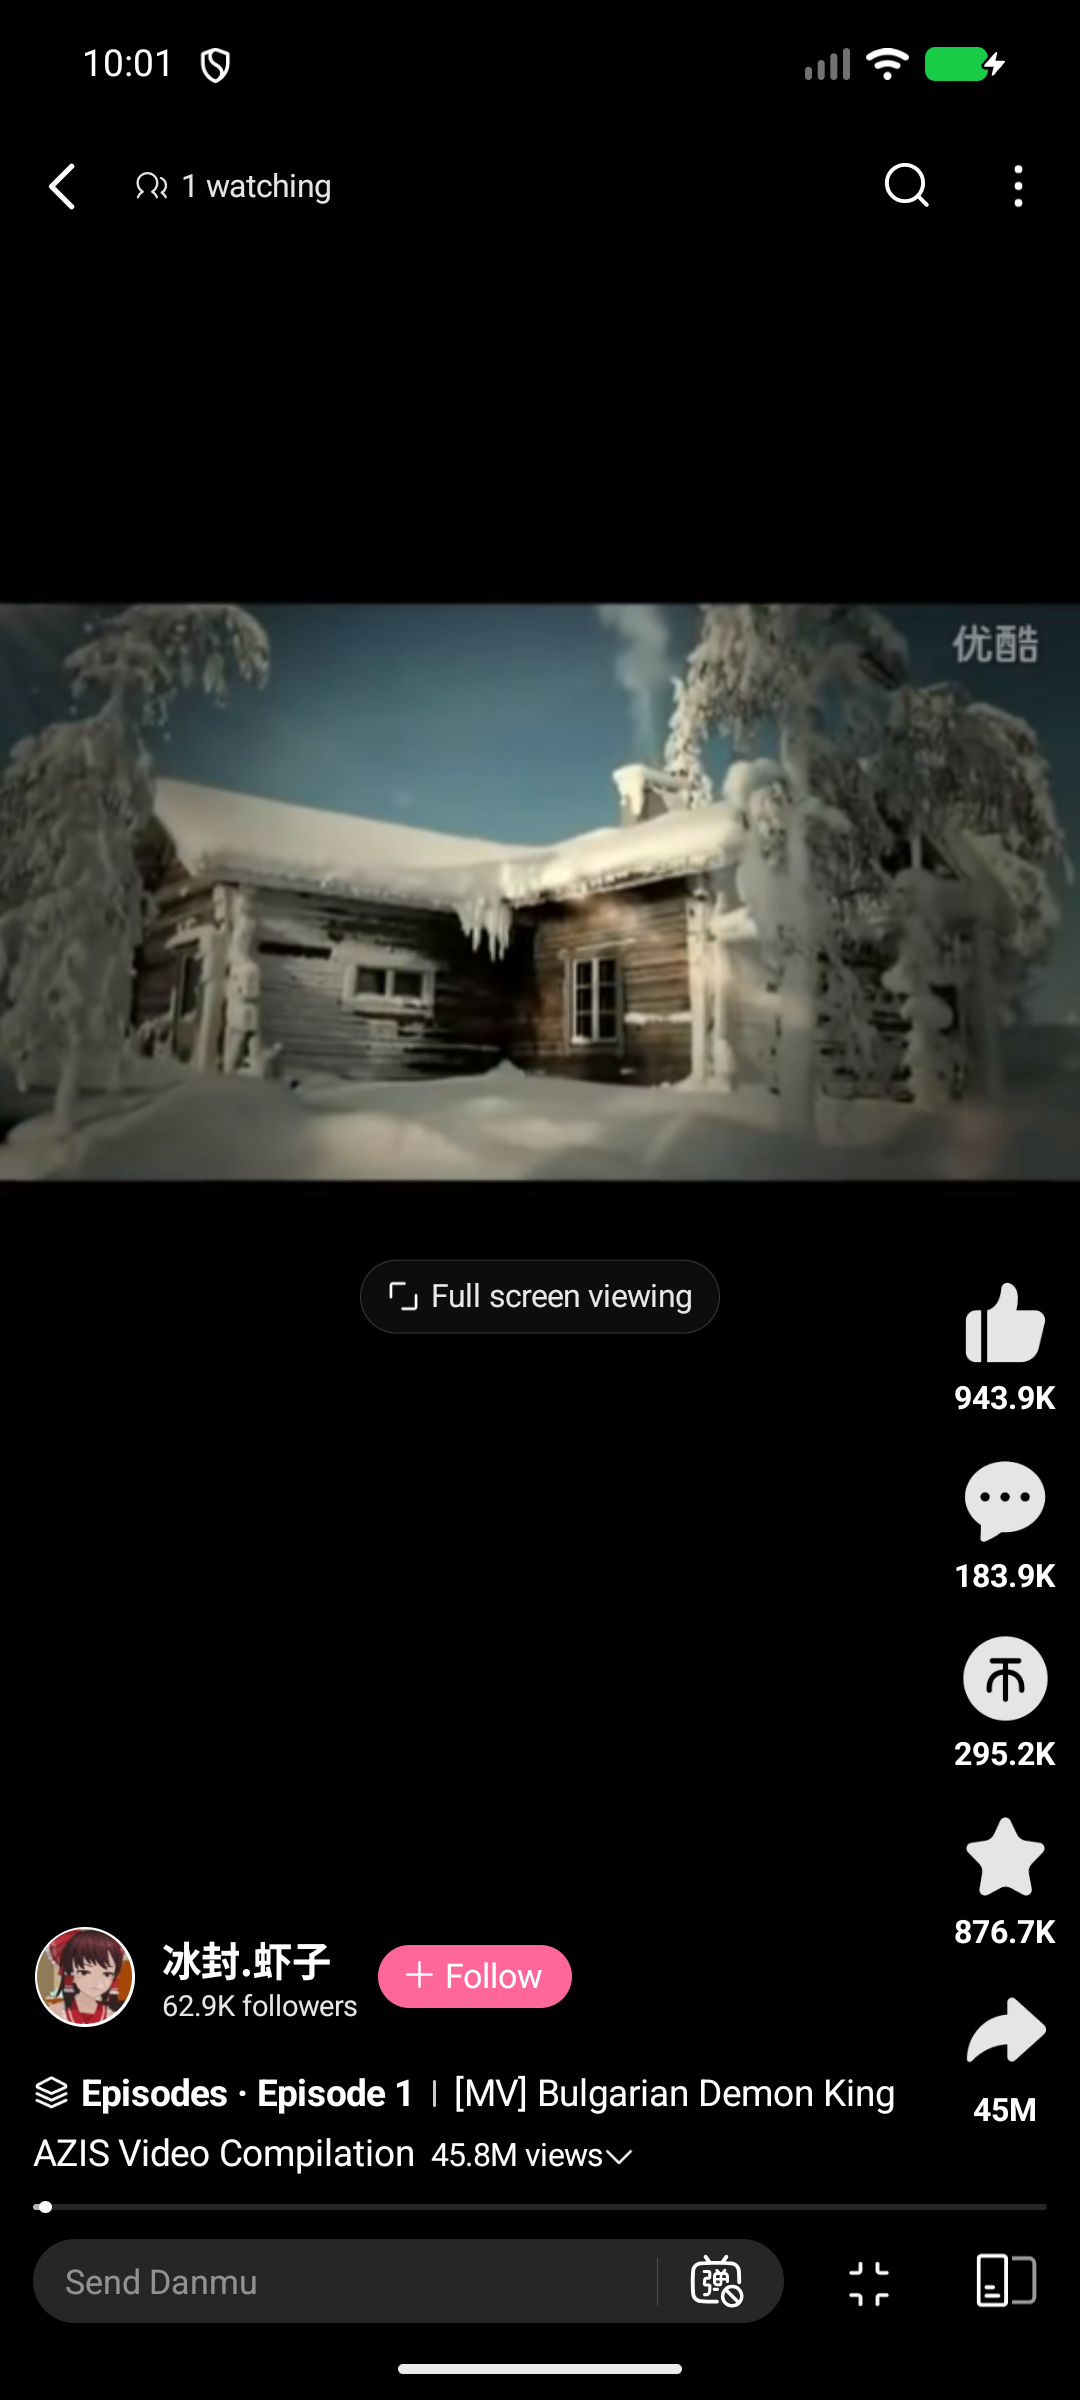 10:01
1 watching
优酷
Full screen viewing
943.9K
183.9K
295.2K
876.7K
冰封.虾子
+ Follow
62.9K followers
45M
Episodes · Episode 1 | [MV] Bulgarian Demon King
AZIS Video Compilation 45.8M views
Send Danmu
弹